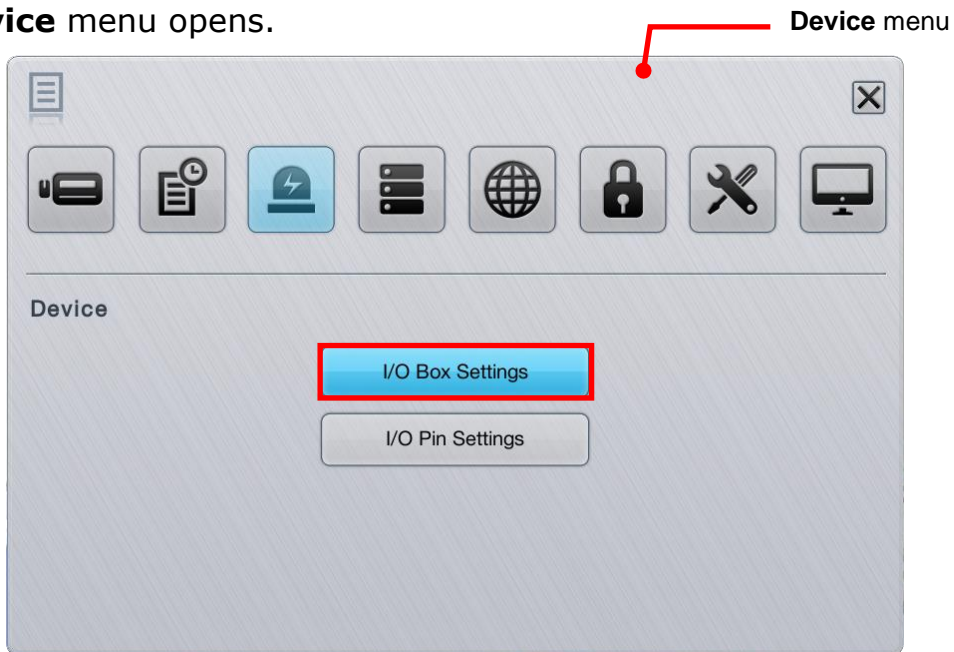 vice menu opens.
Device menu
Device
I/O Box Settings
I/O Pin Settings